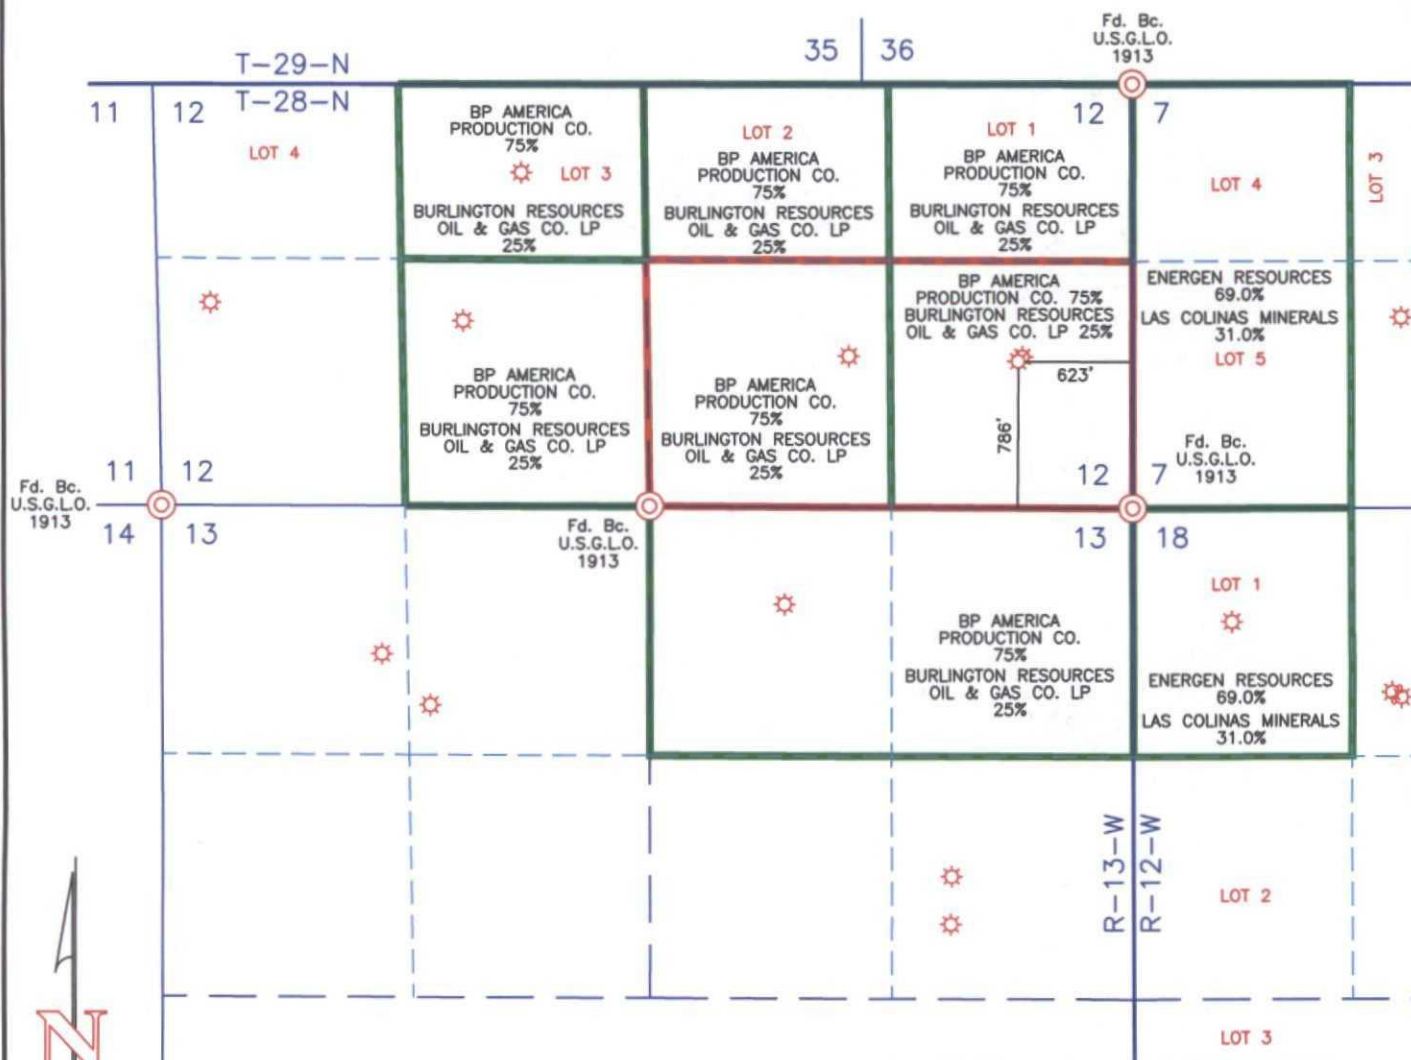 Fd. Bc.
U.S.G.L.O.
1913
35 36
T-29-N
T-28-N
11 12
12 7
LOT 4
BP AMERICA
PRODUCTION CO.
75%
LOT 3
BURLINGTON RESOURCES
OIL & GAS CO. LP
25%
LOT 2
BP AMERICA
PRODUCTION CO.
75%
BURLINGTON RESOURCES
OIL & GAS CO. LP
25%
LOT 1
BP AMERICA
PRODUCTION CO.
75%
BURLINGTON RESOURCES
OIL & GAS CO. LP
25%
LOT 4
LOT 3
BP AMERICA
PRODUCTION CO.
75%
BURLINGTON RESOURCES
OIL & GAS CO. LP
25%
BP AMERICA
PRODUCTION CO.
75%
BURLINGTON RESOURCES
OIL & GAS CO. LP
25%
BP AMERICA
PRODUCTION CO. 75%
BURLINGTON RESOURCES
OIL & GAS CO. LP 25%
623'
786'
ENERGEN RESOURCES
69.0%
LAS COLINAS MINERALS
31.0%
LOT 5
Fd. Bc.
U.S.G.L.O.
1913
11 12
12 7
Fd. Bc.
U.S.G.L.O.
1913
14 13
Fd. Bc.
U.S.G.L.O.
1913
13 18
LOT 1
BP AMERICA
PRODUCTION CO.
75%
BURLINGTON RESOURCES
OIL & GAS CO. LP
25%
ENERGEN RESOURCES
69.0%
LAS COLINAS MINERALS
31.0%
R-13-W
R-12-W
LOT 2
N
LOT 3